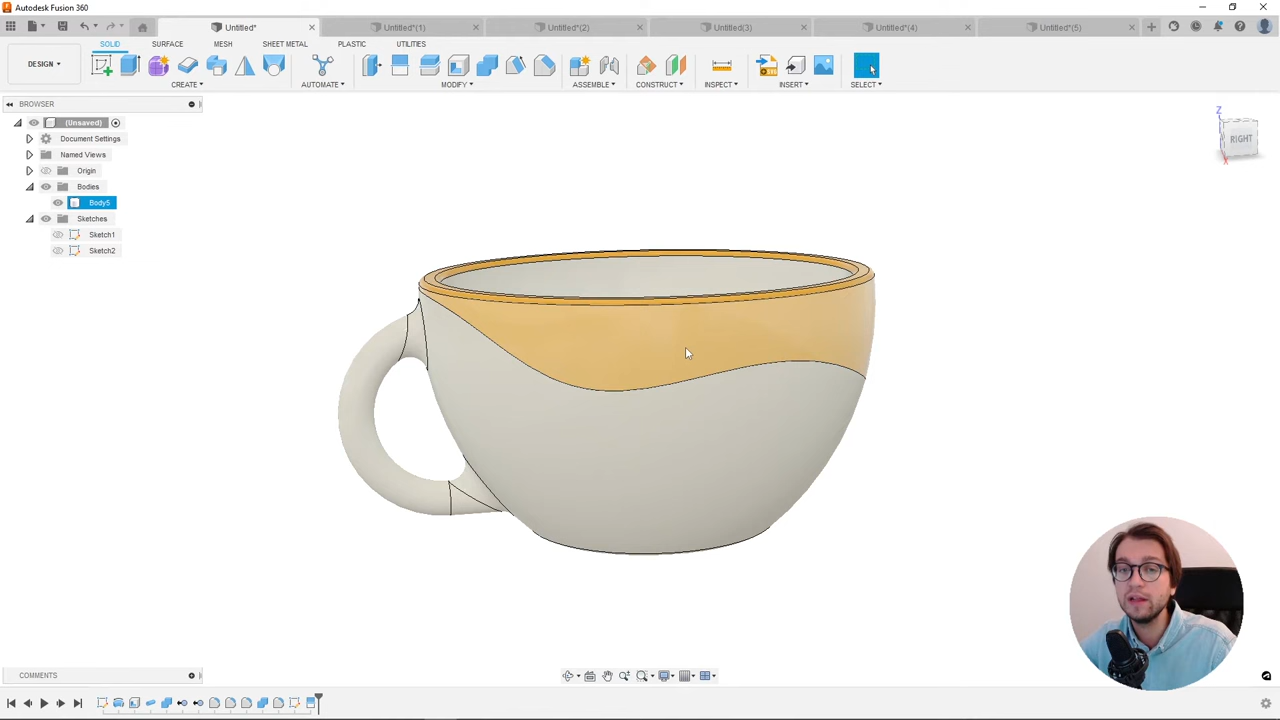 Autodesk Fusion 360
Untitled*
Untitled*(1)
Untitled*(2)
Untitled(3)
Untitled*(4)
Untitled*(5)
SOLID
SURFACE
MESH
SHEET METAL
PLASTIC
UTILITIES
DESIGN
CREATE
AUTOMATE
MODIFY
ASSEMBLE
CONSTRUCT
INSPECT
INSERT
SELECT
BROWSER
(Unsaved)
Document Settings
Named Views
Origin
Bodies
Body5
Sketches
Sketch1
Sketch2
Z
RIGHT
X
COMMENTS